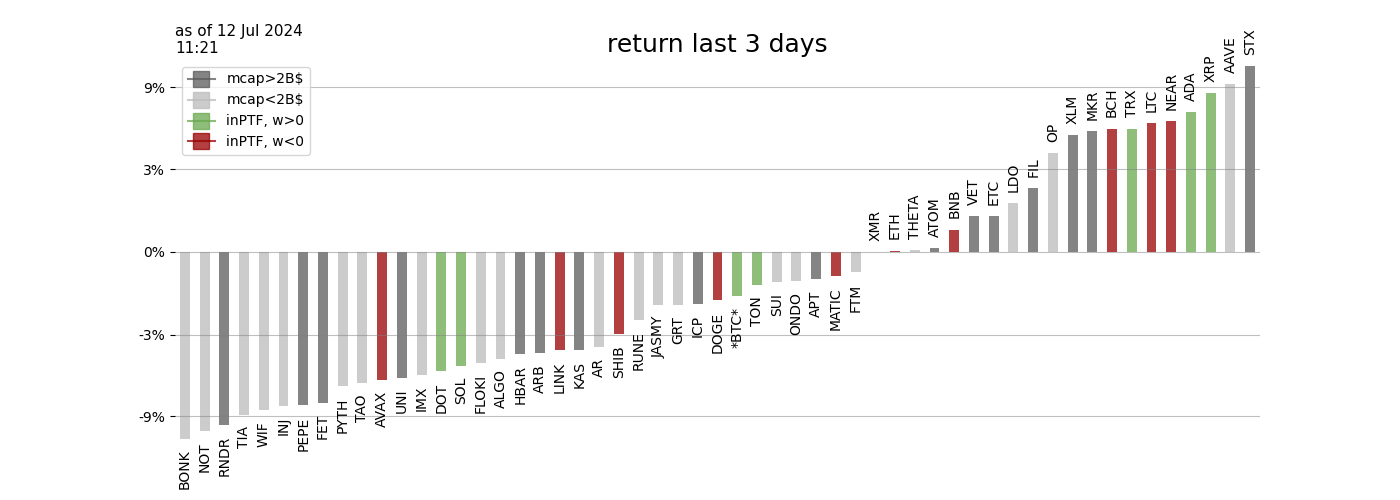 as of 12 Jul 2024
11:21
return last 3 days
mcap>2B$
mcap<2B$
inPTF, w>0
inPTF, w<0
9%
3%
0%
-3%
-9%
BONK
NOT
RNDR
TIA
WIF
INJ
PEPE
FET
PYTH
TAO
AVAX
UNI
IMX
DOT
SOL
FLOKI
ALGO
HBAR
ARB
LINK
KAS
AR
SHIB
RUNE
JASMY
GRT
ICP
DOGE
*BTC*
TON
SUI
ONDO
APT
MATIC
FTM
XMR
ETH
THETA
ATOM
BNB
VET
ETC
LDO
FIL
OP
XLM
MKR
BCH
TRX
LTC
NEAR
ADA
XRP
AAVE
STX